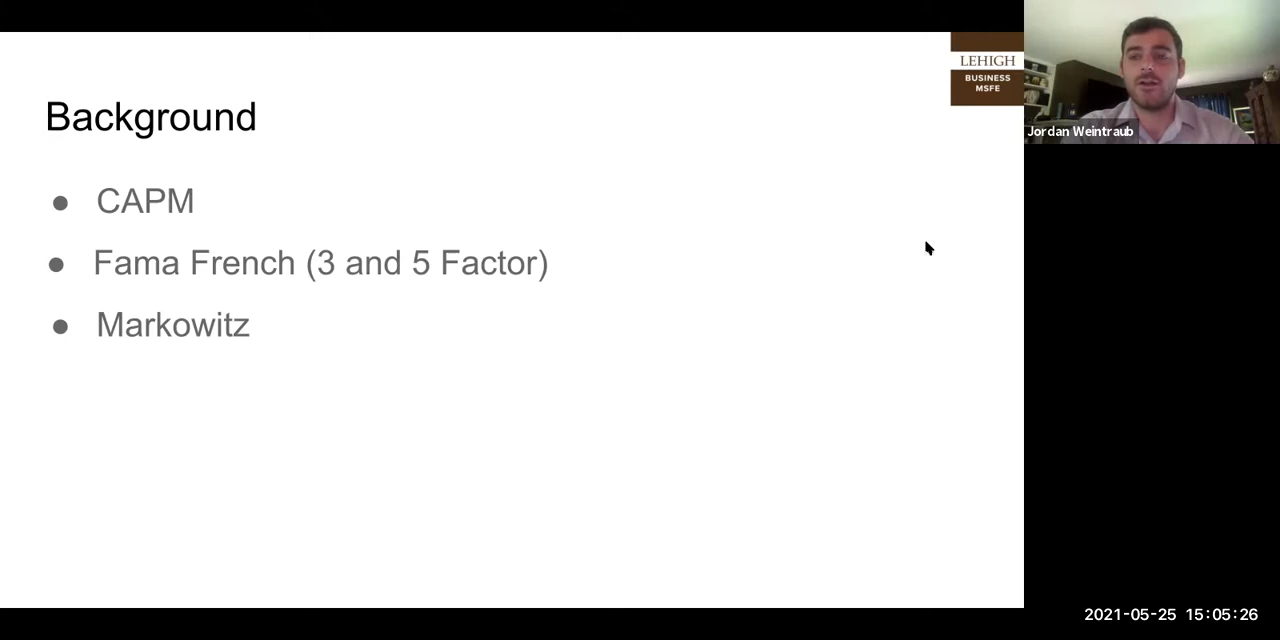 LEHIGH
BUSINESS
MSFE
Background
Jordan Weintraub
● CAPM
● Fama French (3 and 5 Factor)
● Markowitz
2021-05-25 15:05:26